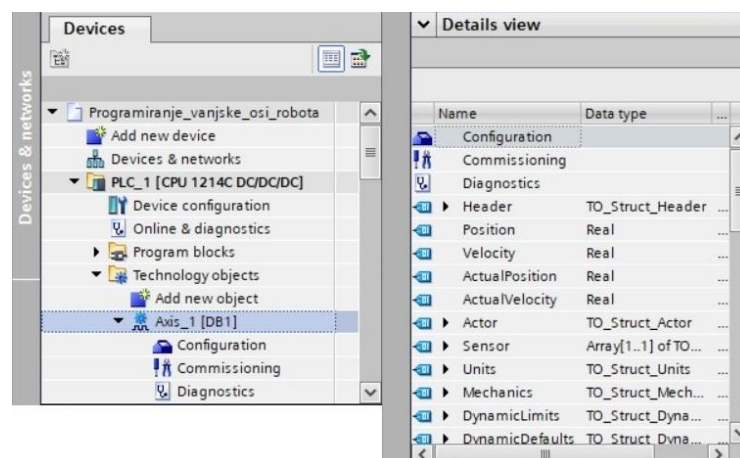 Devices
Devices & networks
Programiranje_vanjske_osi_robota
Add new device
Devices & networks
PLC_1 [CPU 1214C DC/DC/DC]
Device configuration
Online & diagnostics
Program blocks
Technology objects
Add new object
Axis_1 [DB1]
Configuration
Commissioning
Diagnostics
Details view
Name Data type ...
Configuration
Commissioning
Diagnostics
Header TO_Struct_Header ...
Position Real ...
Velocity Real ...
ActualPosition Real ...
ActualVelocity Real ...
Actor TO_Struct_Actor ...
Sensor Array[1..1] of TO... ...
Units TO_Struct_Units ...
Mechanics TO_Struct_Mech... ...
DynamicLimits TO_Struct_Dyna... ...
DynamicDefaults TO_Struct_Dyna... ...